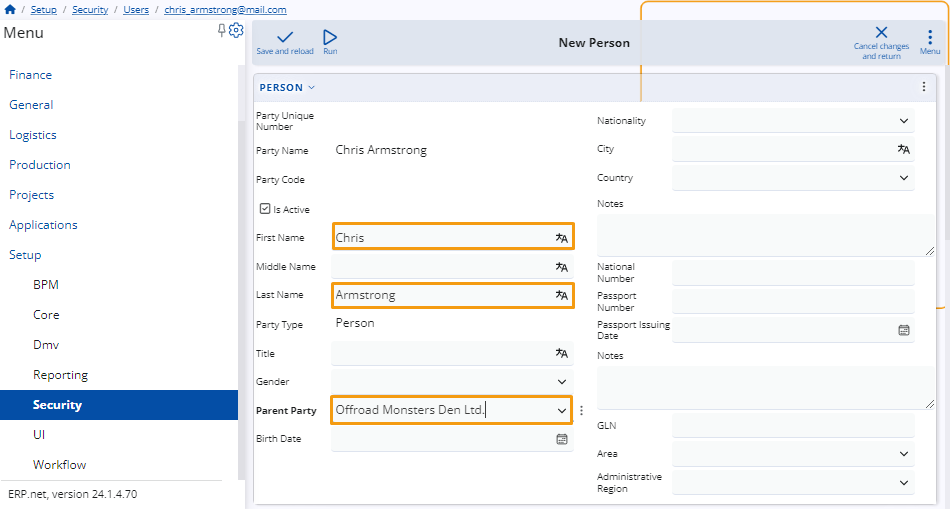 / Setup / Security / Users / chris_armstrong@mail.com
Menu
Finance
General
Logistics
Production
Projects
Applications
Setup
BPM
Core
Dmv
Reporting
Security
UI
Workflow
ERP.net, version 24.1.4.70
Save and reload
Run
New Person
Cancel changes
and return
Menu
PERSON
Party Unique
Number
Party Name Chris Armstrong
Party Code
Is Active
First Name Chris
Middle Name
Last Name Armstrong
Party Type Person
Title
Gender
Parent Party Offroad Monsters Den Ltd.
Birth Date
Nationality
City
Country
Notes
National
Number
Passport
Number
Passport Issuing
Date
Notes
GLN
Area
Administrative
Region